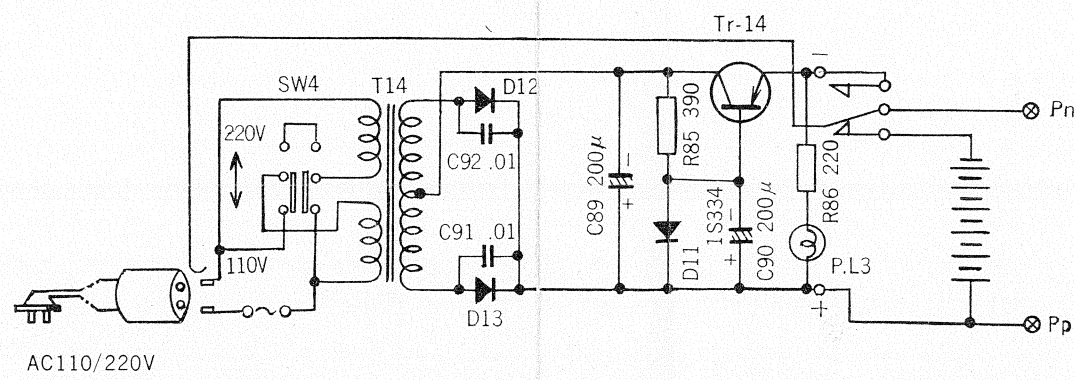 Tr-14
SW4
T14
D12
220V
C92 .01
C89 200μ
R85 390
1S334
C90 200μ
R86 220
Pn
C91 .01
110V
D11
P.L3
D13
Pp
AC110/220V
− + − + − +